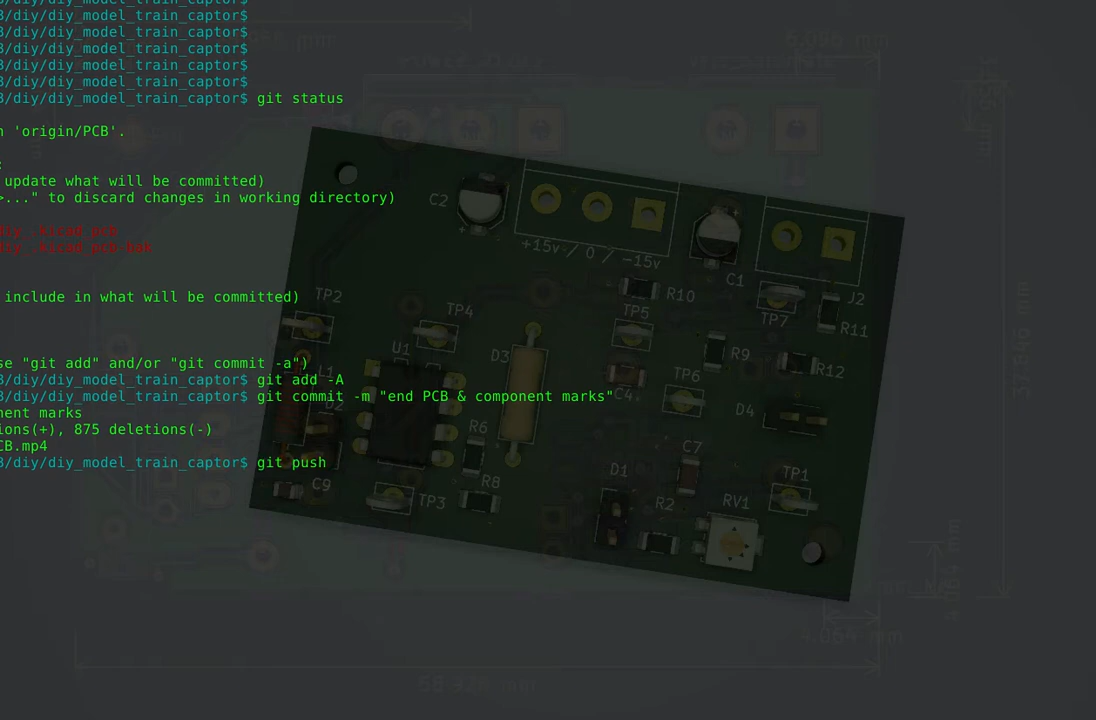 3/diy/diy_model_train_captor$
3/diy/diy_model_train_captor$
3/diy/diy_model_train_captor$
3/diy/diy_model_train_captor$
3/diy/diy_model_train_captor$
3/diy/diy_model_train_captor$ git status
n 'origin/PCB'.
:
update what will be committed)
>..." to discard changes in working directory)
include in what will be committed)
se "git add" and/or "git commit -a")
3/diy/diy_model_train_captor$ git add -A
3/diy/diy_model_train_captor$ git commit -m "end PCB & component marks"
nent marks
ions(+), 875 deletions(-)
CB.mp4
3/diy/diy_model_train_captor$ git push
C2
+15v-/ 0 / -15v
C1
J2
TP2
TP4
R10
TP5
TP7
R11
U1
D3
R9
R12
L1
TP6
C4
D4
D2
R6
C7
C9
TP3
R8
D1
R2
RV1
TP1
4.064 mm